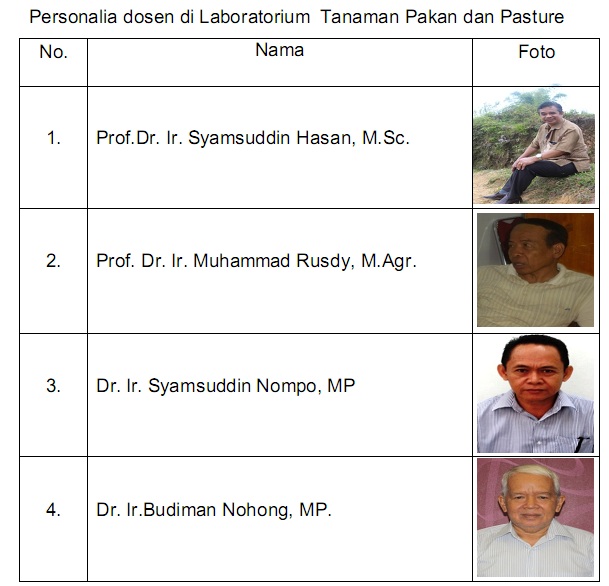 Personalia dosen di Laboratorium Tanaman Pakan dan Pasture
No. Nama Foto
1. Prof.Dr. Ir. Syamsuddin Hasan, M.Sc.
2. Prof. Dr. Ir. Muhammad Rusdy, M.Agr.
3. Dr. Ir. Syamsuddin Nompo, MP
4. Dr. Ir.Budiman Nohong, MP.